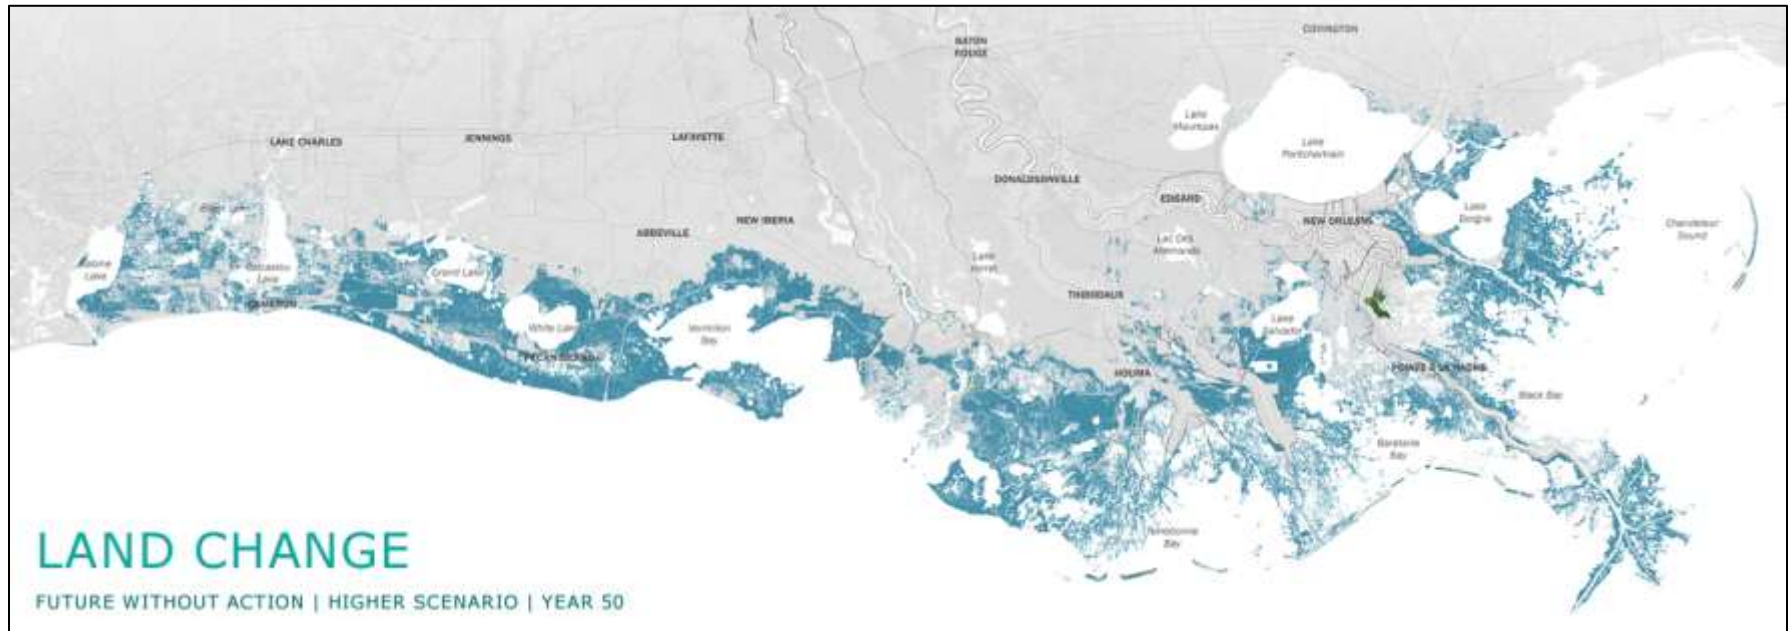 BATON
ROUGE
COVINGTON
Lake
Maurepas
Lake
Pontchartrain
LAKE CHARLES
JENNINGS
LAFAYETTE
DONALDSONVILLE
EDGARD
NEW ORLEANS
Lake
Borgne
Chandeleur
Sound
NEW IBERIA
ABBEVILLE
Lac Des
Allemands
Lake
Verret
Sabine
Lake
Calcasieu
Lake
Grand Lake
CAMERON
THIBODAUX
White Lake
Vermilion
Bay
Lake
Salvador
PECAN ISLAND
HOUMA
POINTE A LA HACHE
Black Bay
Barataria
Bay
Terrebonne
Bay
LAND CHANGE
FUTURE WITHOUT ACTION | HIGHER SCENARIO | YEAR 50